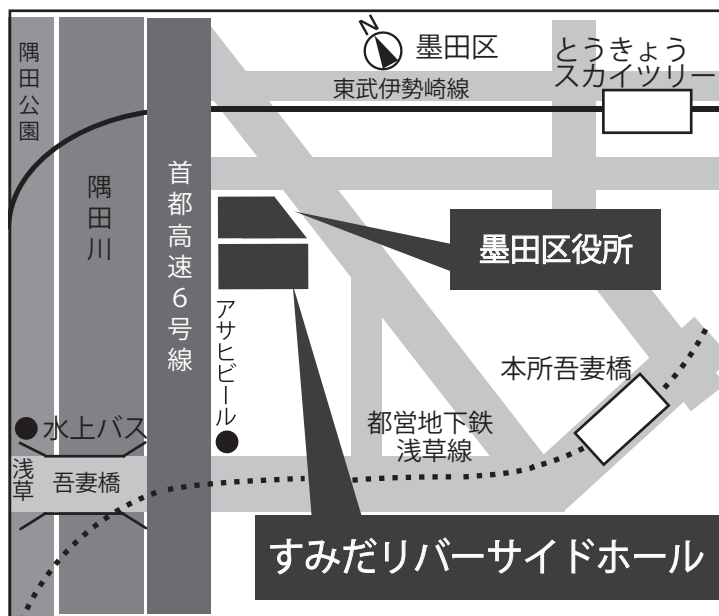 N
墨田区
とうきょう
スカイツリー
東武伊勢崎線
隅田公園
隅田川
首都高速6号線
墨田区役所
アサヒビール
本所吾妻橋
都営地下鉄
浅草線
水上バス
浅草
吾妻橋
すみだリバーサイドホール